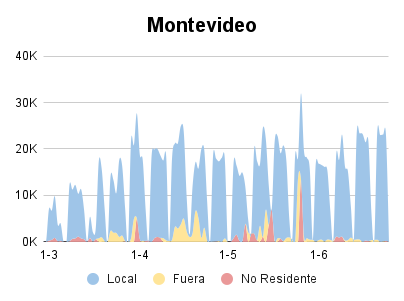 Montevideo
40K
30K
20K
10K
0K
1-3 1-4 1-5 1-6
Local Fuera No Residente